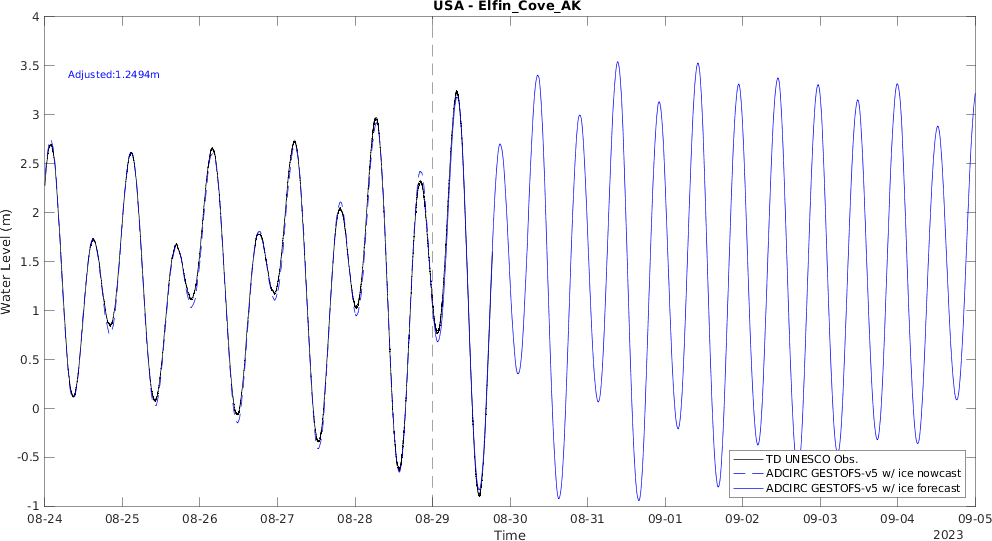 USA - Elfin_Cove_AK
4
3.5
3
2.5
2
1.5
1
0.5
0
-0.5
-1
Water Level (m)
Adjusted:1.2494m
TD UNESCO Obs.
ADCIRC GESTOFS-v5 w/ ice nowcast
ADCIRC GESTOFS-v5 w/ ice forecast
08-24 08-25 08-26 08-27 08-28 08-29 08-30 08-31 09-01 09-02 09-03 09-04 09-05
Time
2023